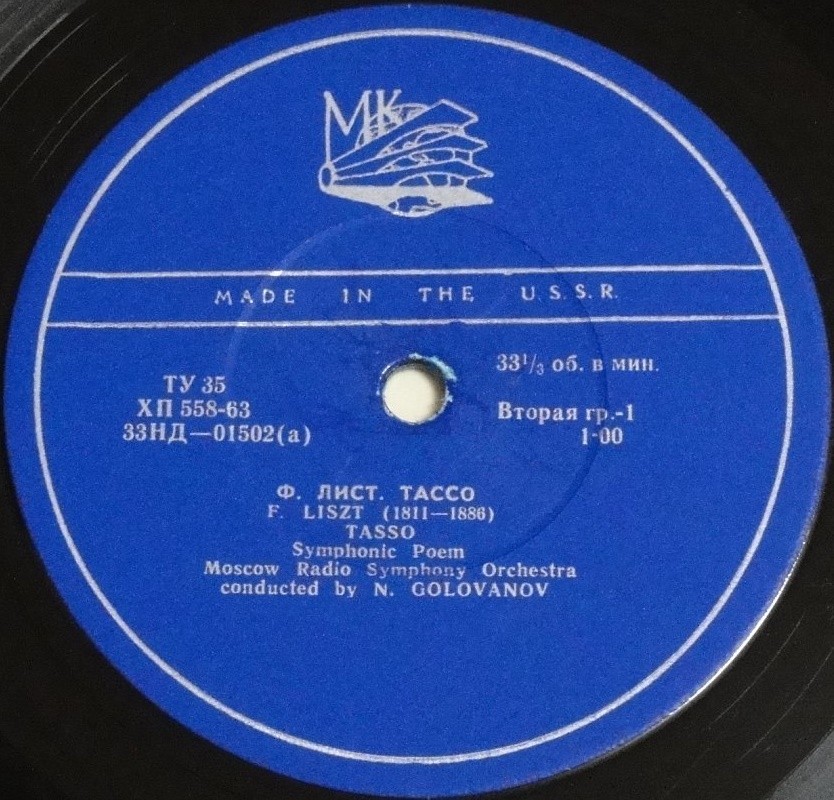 МК
MADE IN THE U.S.S.R.
33¹/₃ об. в мин.
ТУ 35
ХП 558-63
Вторая гр.-1
33НД—01502(а)
1-00
Ф. ЛИСТ. ТАССО
F. LISZT (1811—1886)
TASSO
Symphonic Poem
Moscow Radio Symphony Orchestra
conducted by N. GOLOVANOV